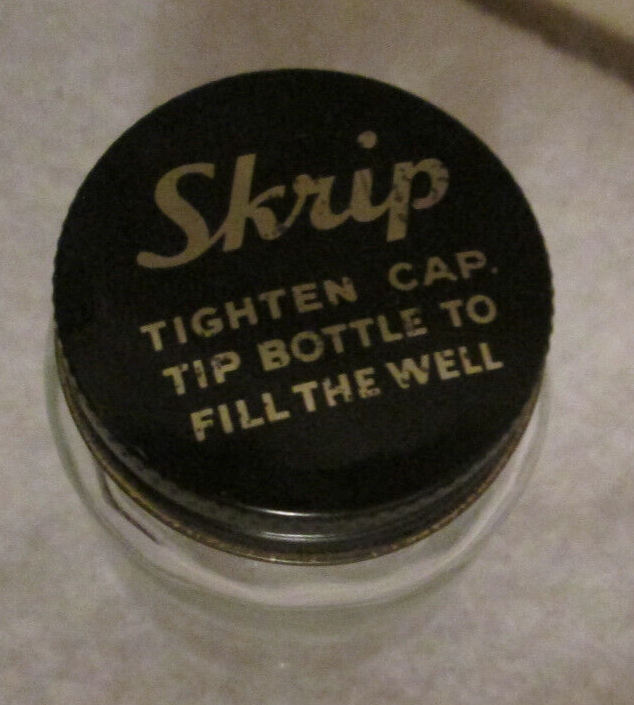 Skrip
TIGHTEN CAP.
TIP BOTTLE TO
FILL THE WELL